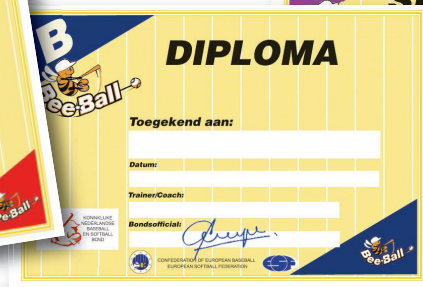 B
Bee-Ball
DIPLOMA
Toegekend aan:
Datum:
Trainer/Coach:
Bondsofficial:
KONINKLIJKE
NEDERLANDSE
BASEBALL
EN SOFTBALL
BOND
CONFEDERATION OF EUROPEAN BASEBALL
EUROPEAN SOFTBALL FEDERATION
Bee-Ball
e-Ball